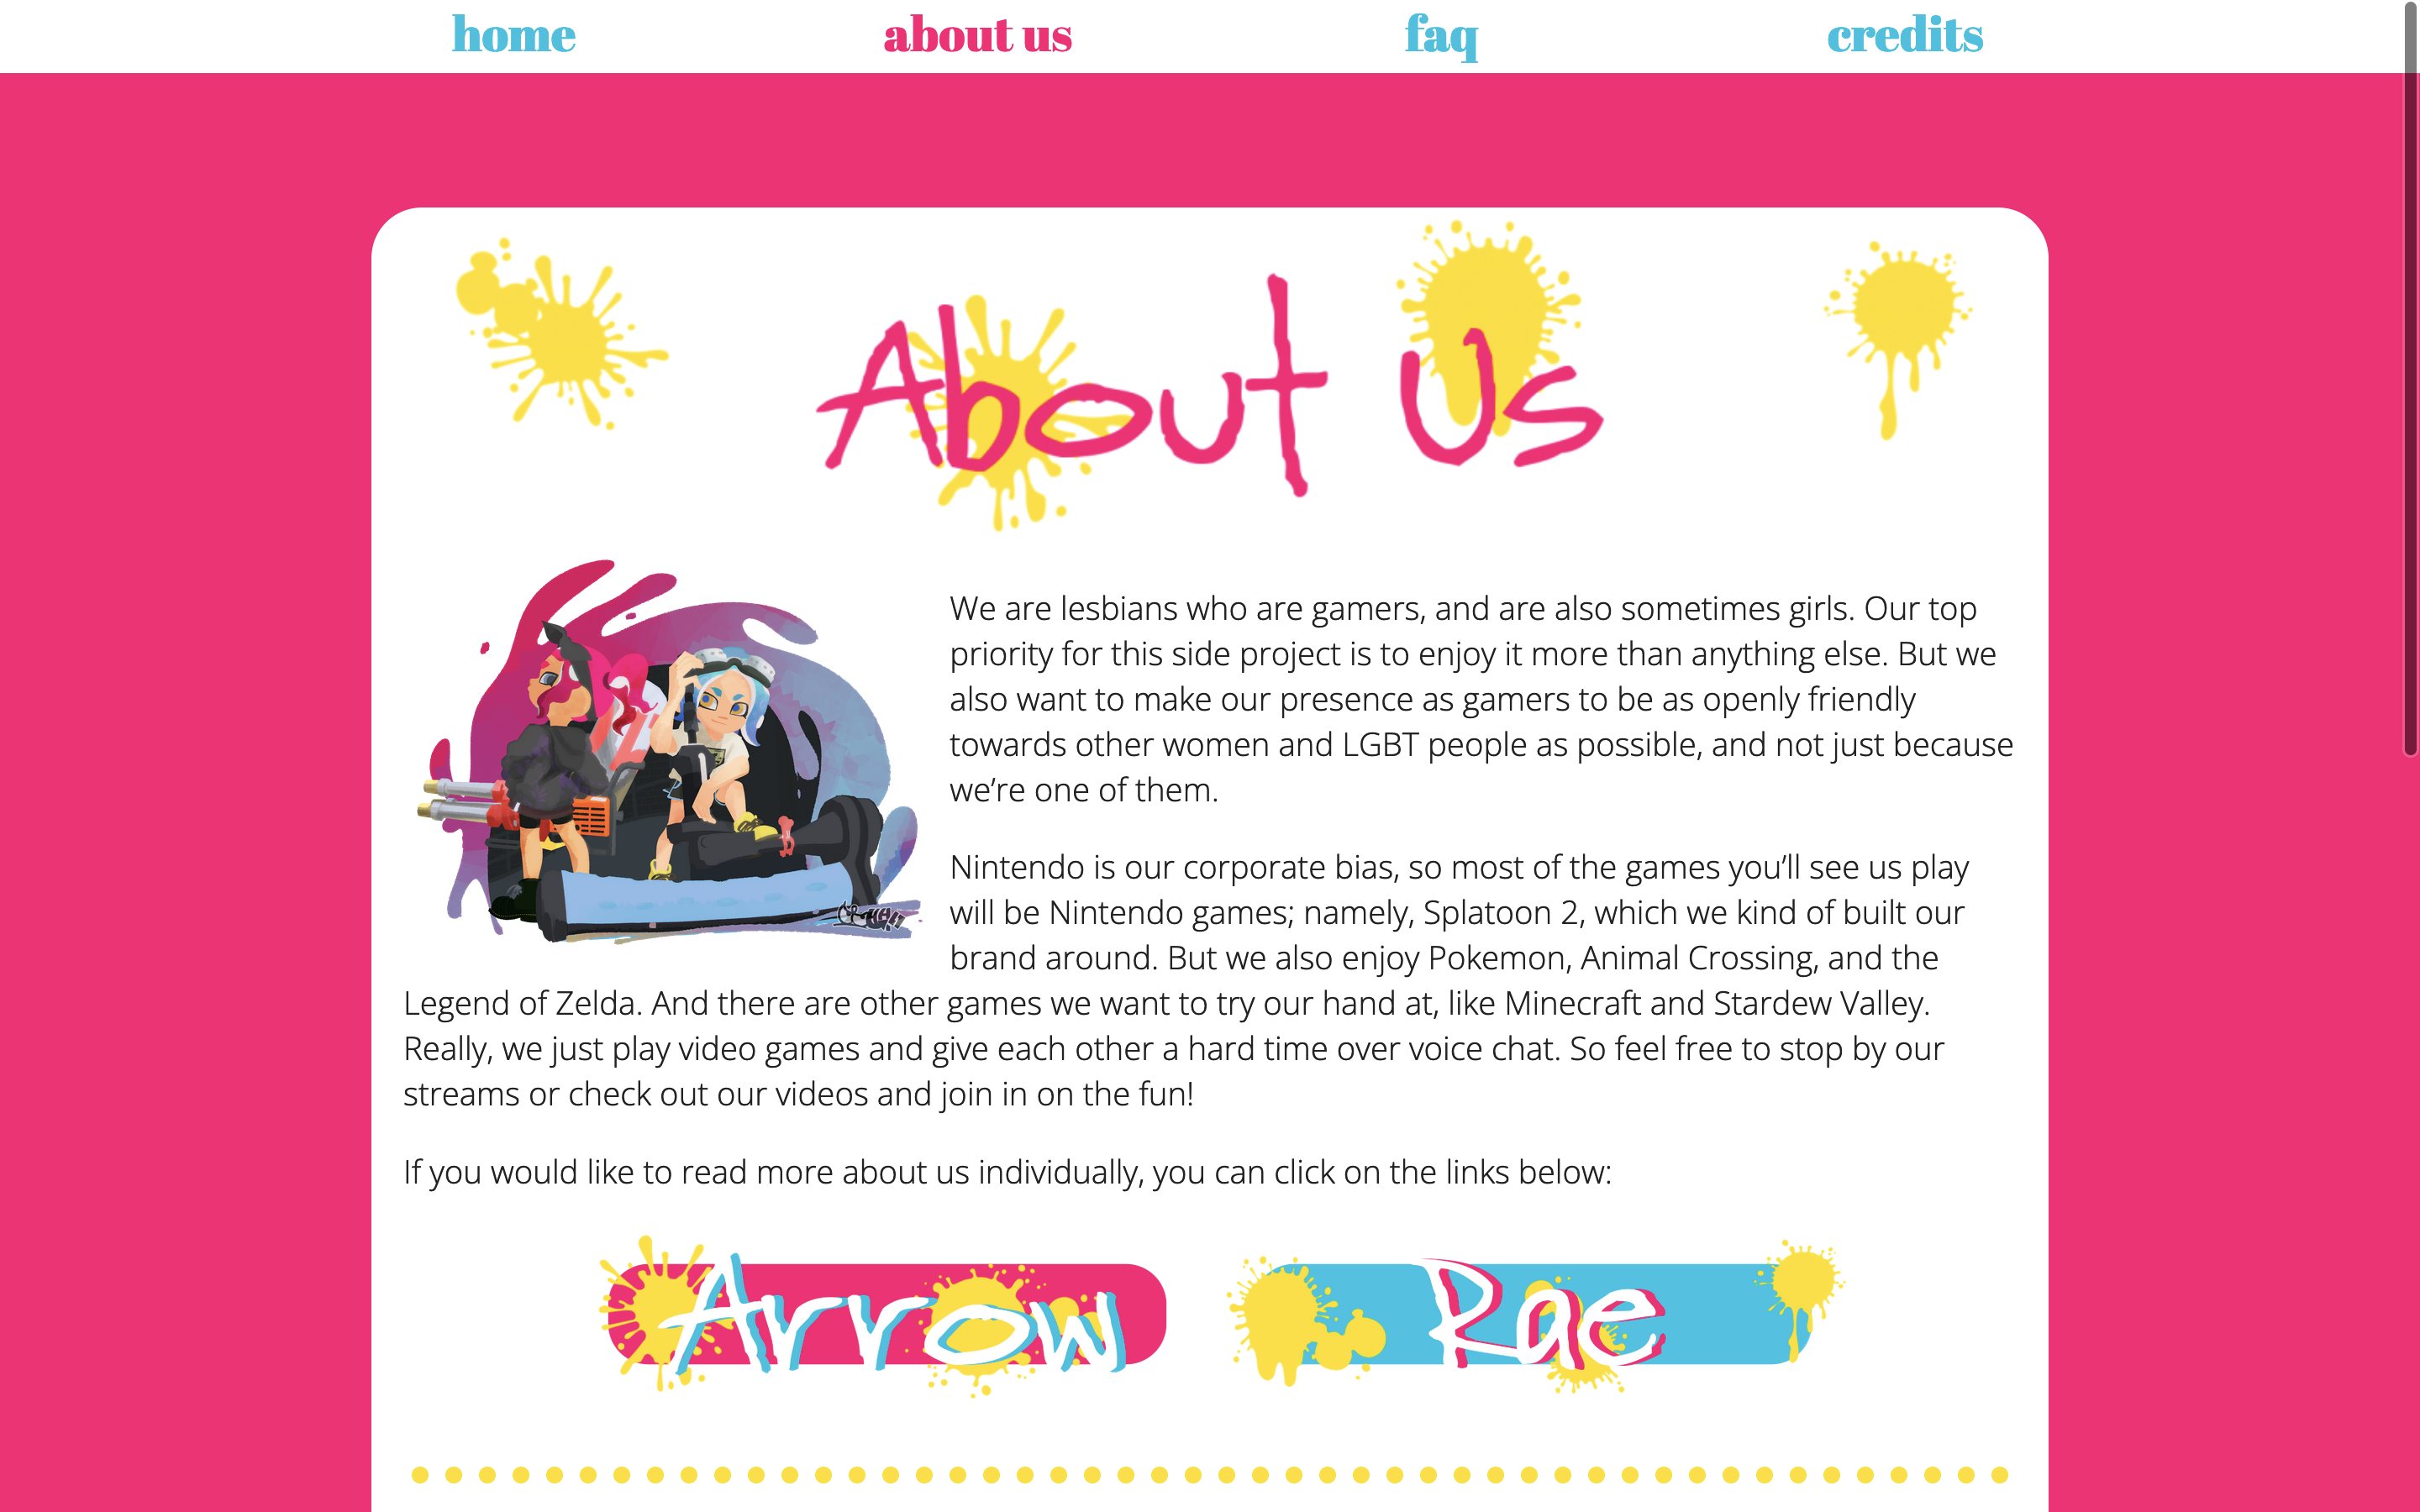 home about us faq credits
About Us
We are lesbians who are gamers, and are also sometimes girls. Our top
priority for this side project is to enjoy it more than anything else. But we
also want to make our presence as gamers to be as openly friendly
towards other women and LGBT people as possible, and not just because
we’re one of them.
Nintendo is our corporate bias, so most of the games you’ll see us play
will be Nintendo games; namely, Splatoon 2, which we kind of built our
brand around. But we also enjoy Pokemon, Animal Crossing, and the
Legend of Zelda. And there are other games we want to try our hand at, like Minecraft and Stardew Valley.
Really, we just play video games and give each other a hard time over voice chat. So feel free to stop by our
streams or check out our videos and join in on the fun!
If you would like to read more about us individually, you can click on the links below:
Arrow Rae